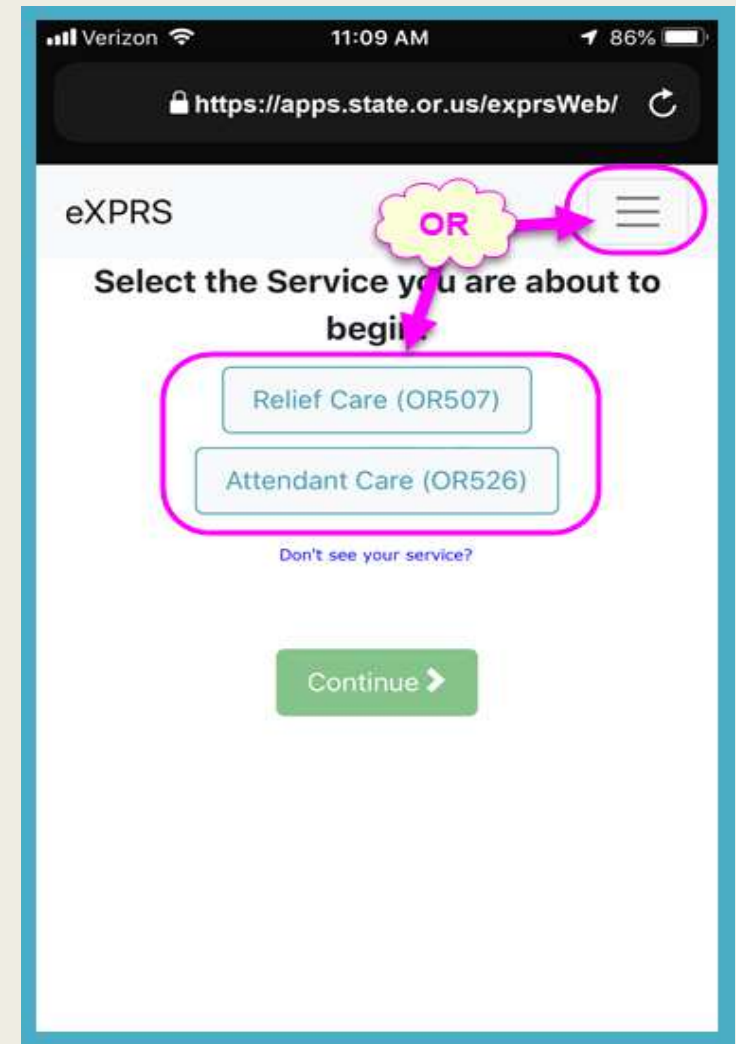 Verizon 11:09 AM 86%
https://apps.state.or.us/exprsWeb/
eXPRS
OR
Select the Service you are about to
begin.
Relief Care (OR507)
Attendant Care (OR526)
Don't see your service?
Continue